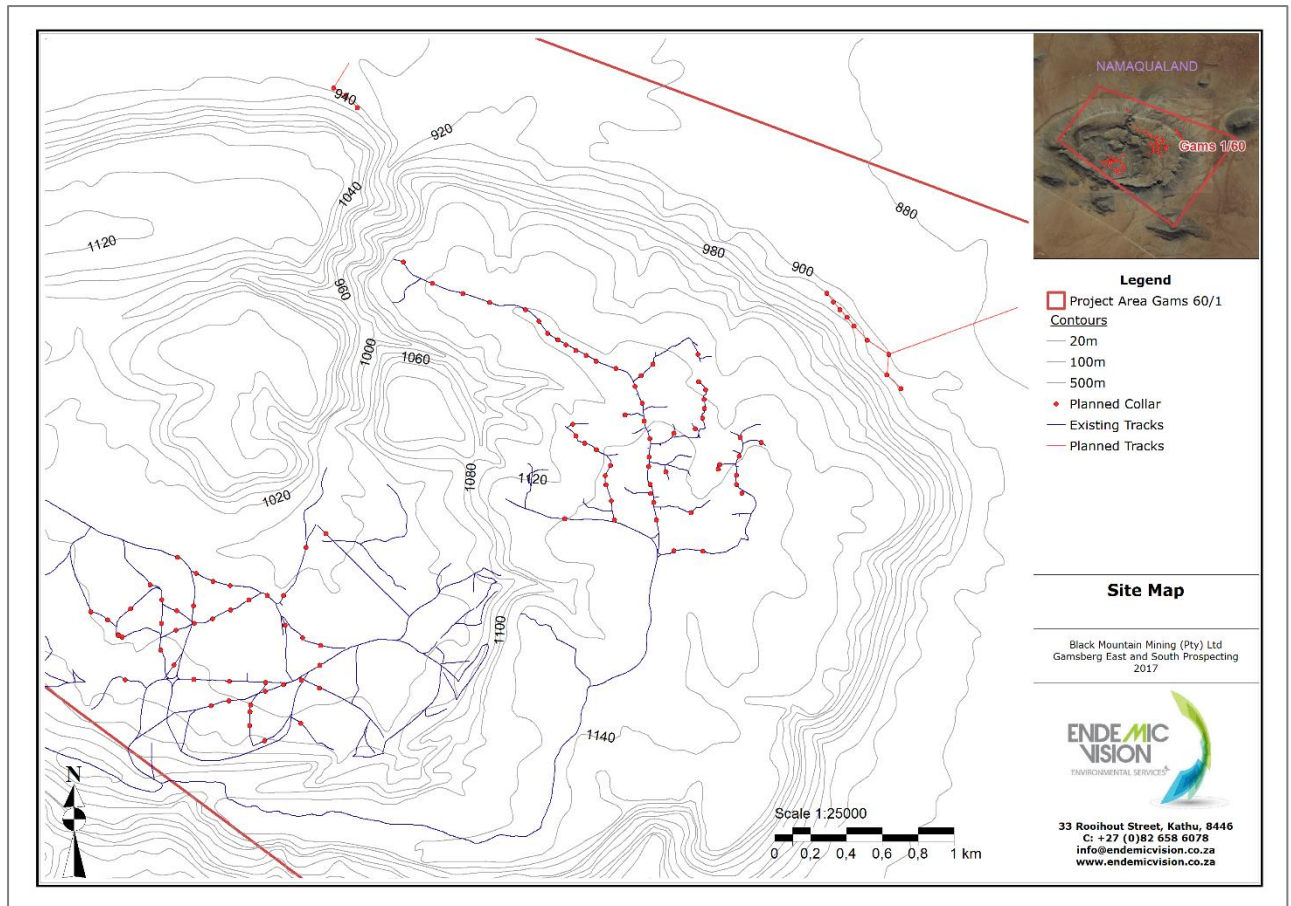 940
920
880
1040
1120
980
900
960
1000
1060
1020
1080
1120
1100
1140
N
Scale 1:25000
0 0,2 0,4 0,6 0,8 1 km
NAMAQUALAND
Gams 1/60
Legend
Project Area Gams 60/1
Contours
20m
100m
500m
Planned Collar
Existing Tracks
Planned Tracks
Site Map
Black Mountain Mining (Pty) Ltd
Gamsberg East and South Prospecting
2017
ENDEMIC
VISION
ENVIRONMENTAL SERVICES
33 Rooihout Street, Kathu, 8446
C: +27 (0)82 658 6078
info@endemicvision.co.za
www.endemicvision.co.za